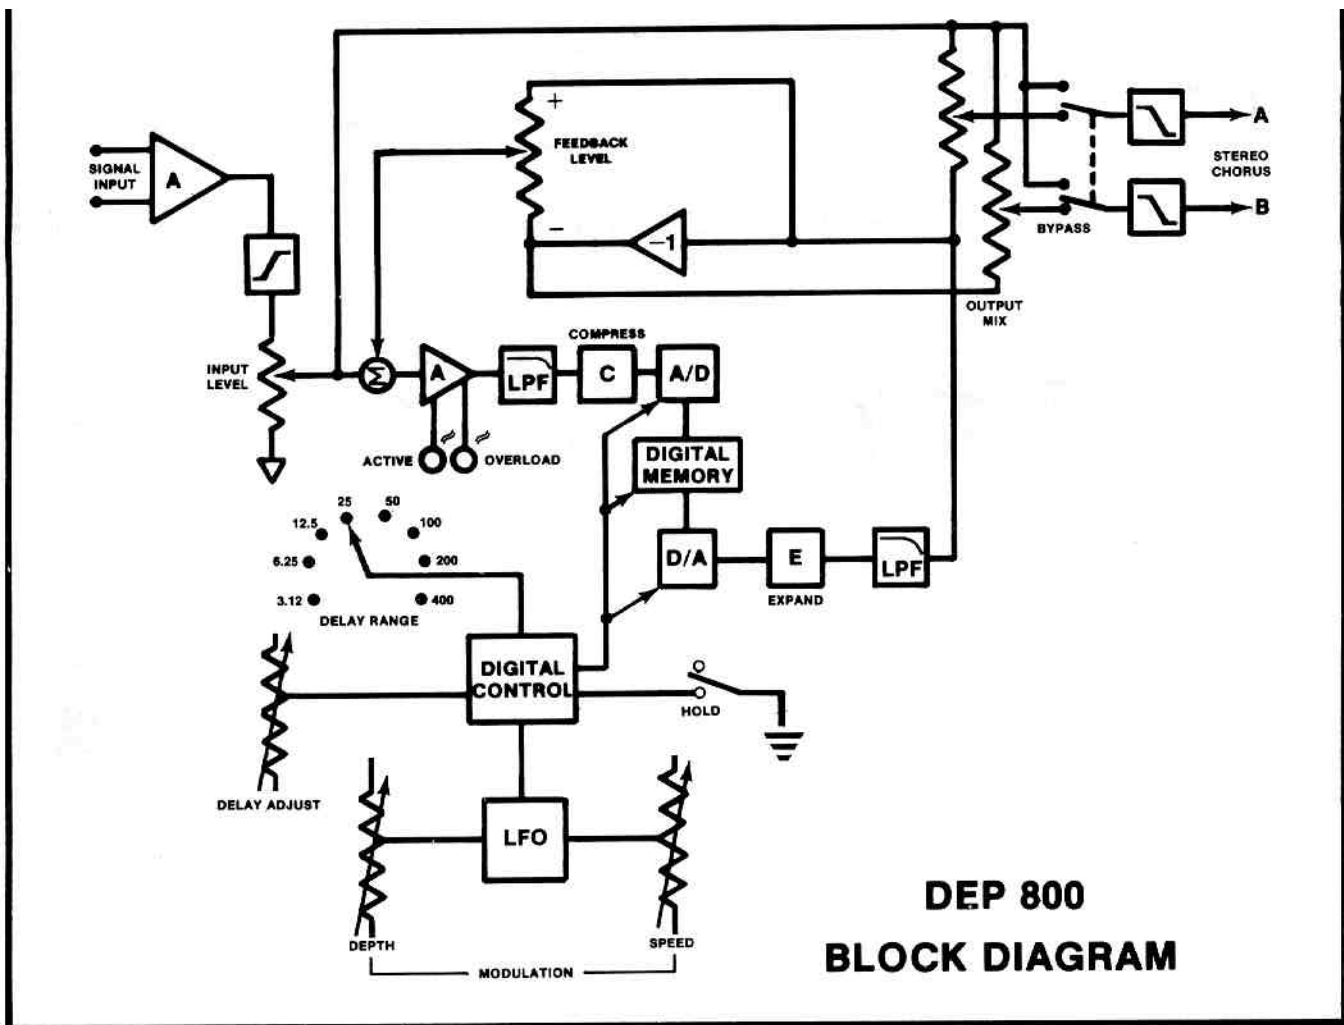 +
FEEDBACK
LEVEL
−
−1
SIGNAL
INPUT
A
A
STEREO
CHORUS
B
BYPASS
OUTPUT
MIX
INPUT
LEVEL
Σ
A
LPF
COMPRESS
C
A/D
ACTIVE
OVERLOAD
DIGITAL
MEMORY
D/A
E
EXPAND
LPF
3.12
6.25
12.5
25
50
100
200
400
DELAY RANGE
DIGITAL
CONTROL
HOLD
DELAY ADJUST
LFO
DEPTH
SPEED
MODULATION
DEP 800
BLOCK DIAGRAM